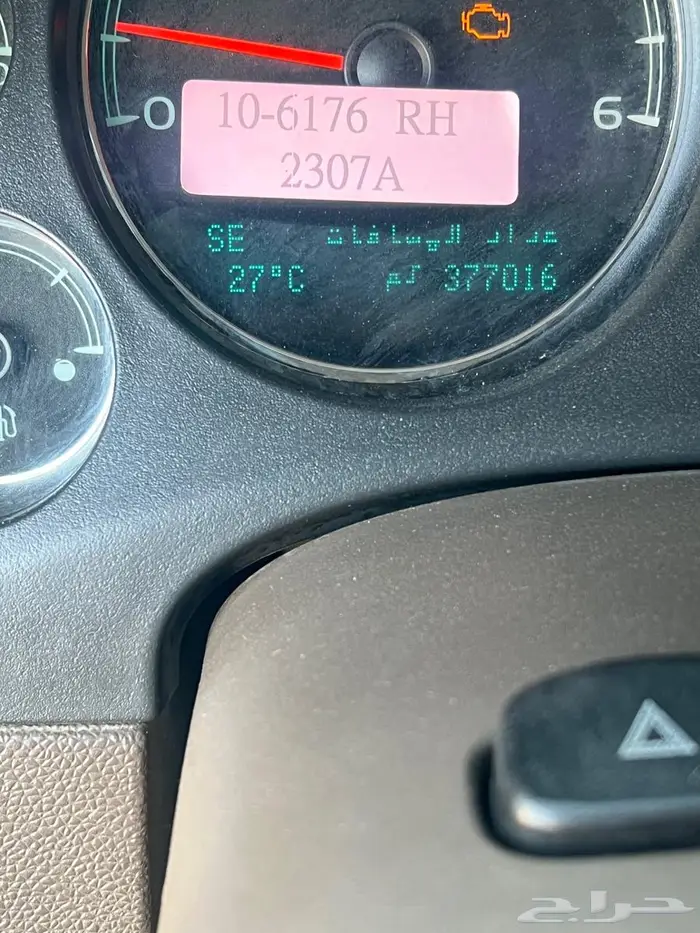 0
6
10-6176 RH
2307A
SE عداد المسافات
27°C 377016 كم
حراج